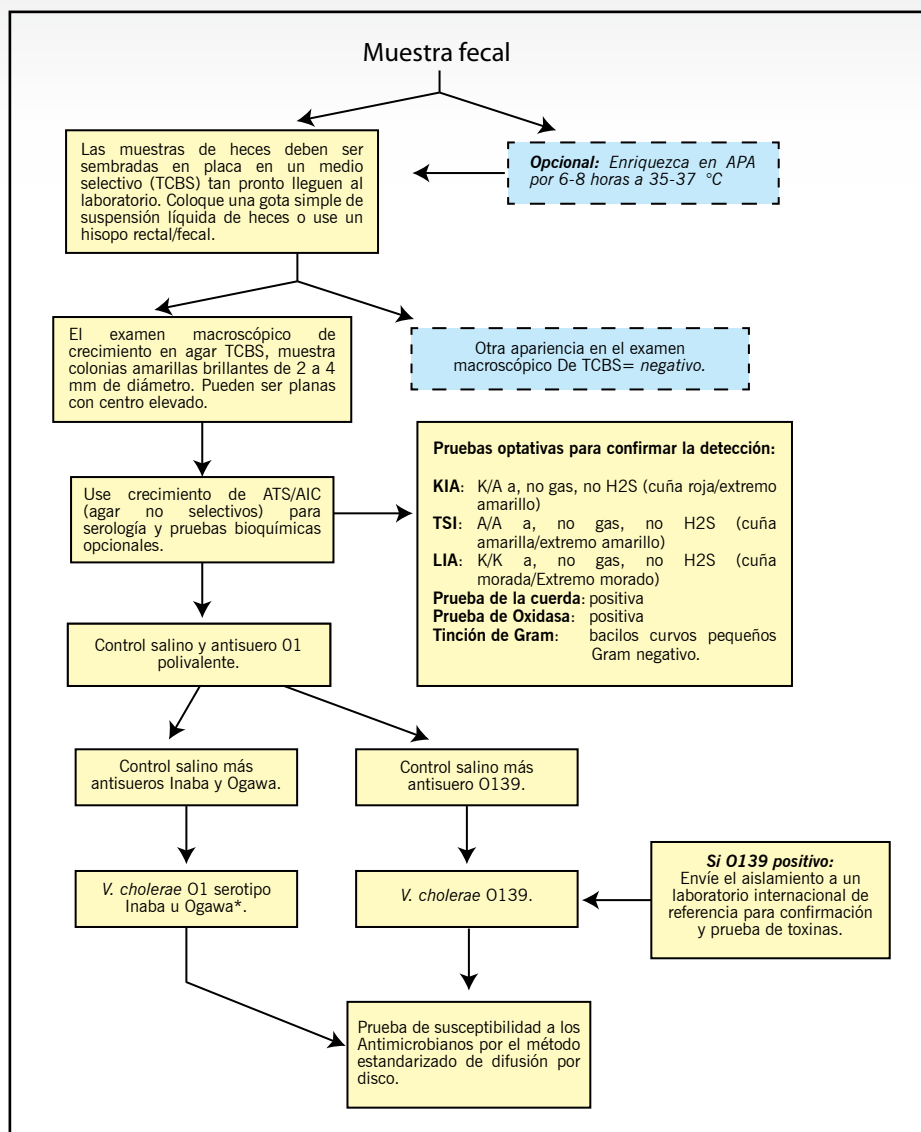 Muestra fecal
Las muestras de heces deben ser
sembradas en placa en un medio
selectivo (TCBS) tan pronto lleguen al
laboratorio. Coloque una gota simple de
suspensión líquida de heces o use un
hisopo rectal/fecal.
Opcional: Enriquezca en APA
por 6-8 horas a 35-37 °C
El examen macroscópico de
crecimiento en agar TCBS, muestra
colonias amarillas brillantes de 2 a 4
mm de diámetro. Pueden ser planas
con centro elevado.
Otra apariencia en el examen
macroscópico De TCBS= negativo.
Use crecimiento de ATS/AIC
(agar no selectivos) para
serología y pruebas bioquímicas
opcionales.
Pruebas optativas para confirmar la detección:
KIA: K/A a, no gas, no H2S (cuña roja/extremo
amarillo)
TSI: A/A a, no gas, no H2S (cuña
amarilla/extremo amarillo)
LIA: K/K a, no gas, no H2S (cuña
morada/Extremo morado)
Prueba de la cuerda: positiva
Prueba de Oxidasa: positiva
Tinción de Gram: bacilos curvos pequeños
Gram negativo.
Control salino y antisuero O1
polivalente.
Control salino más
antisueros Inaba y Ogawa.
Control salino más
antisuero O139.
V. cholerae O1 serotipo
Inaba u Ogawa*.
V. cholerae O139.
Si O139 positivo:
Envíe el aislamiento a un
laboratorio internacional de
referencia para confirmación
y prueba de toxinas.
Prueba de susceptibilidad a los
Antimicrobianos por el método
estandarizado de difusión por
disco.